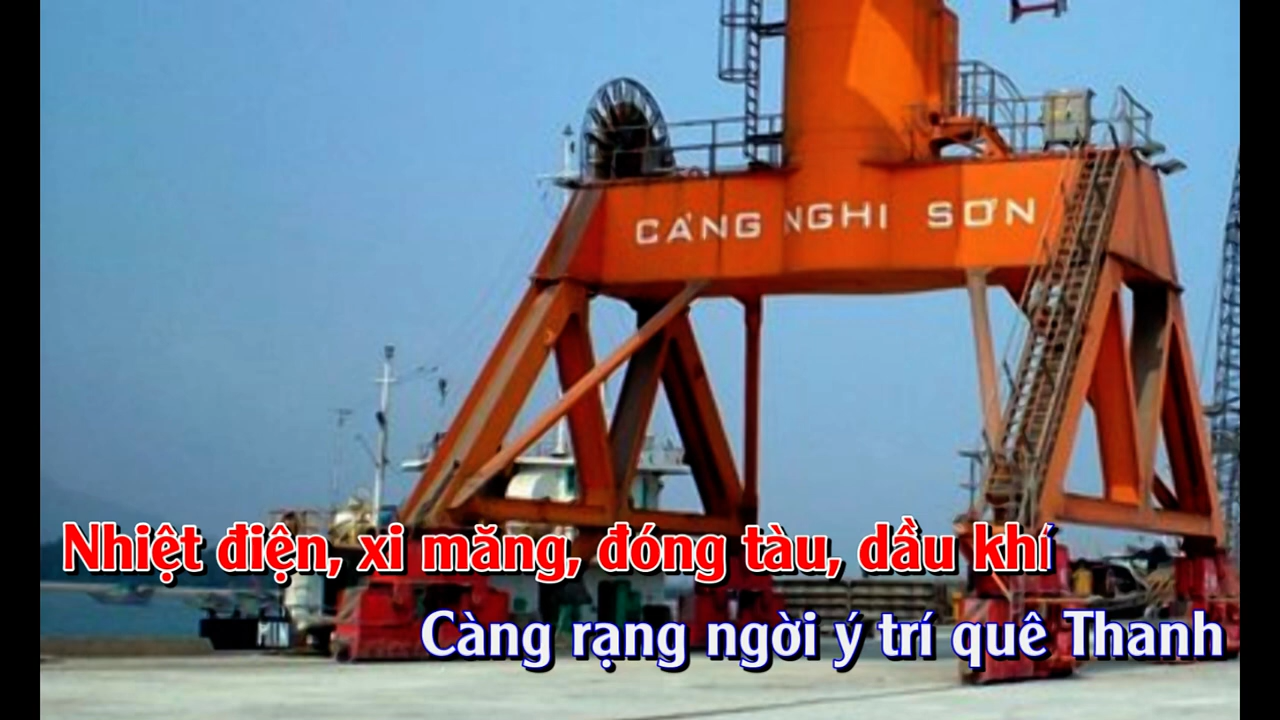 CẢNG NGHI SƠN
Nhiệt điện, xi măng, đóng tàu, dầu khí
Càng rạng ngời ý trí quê Thanh